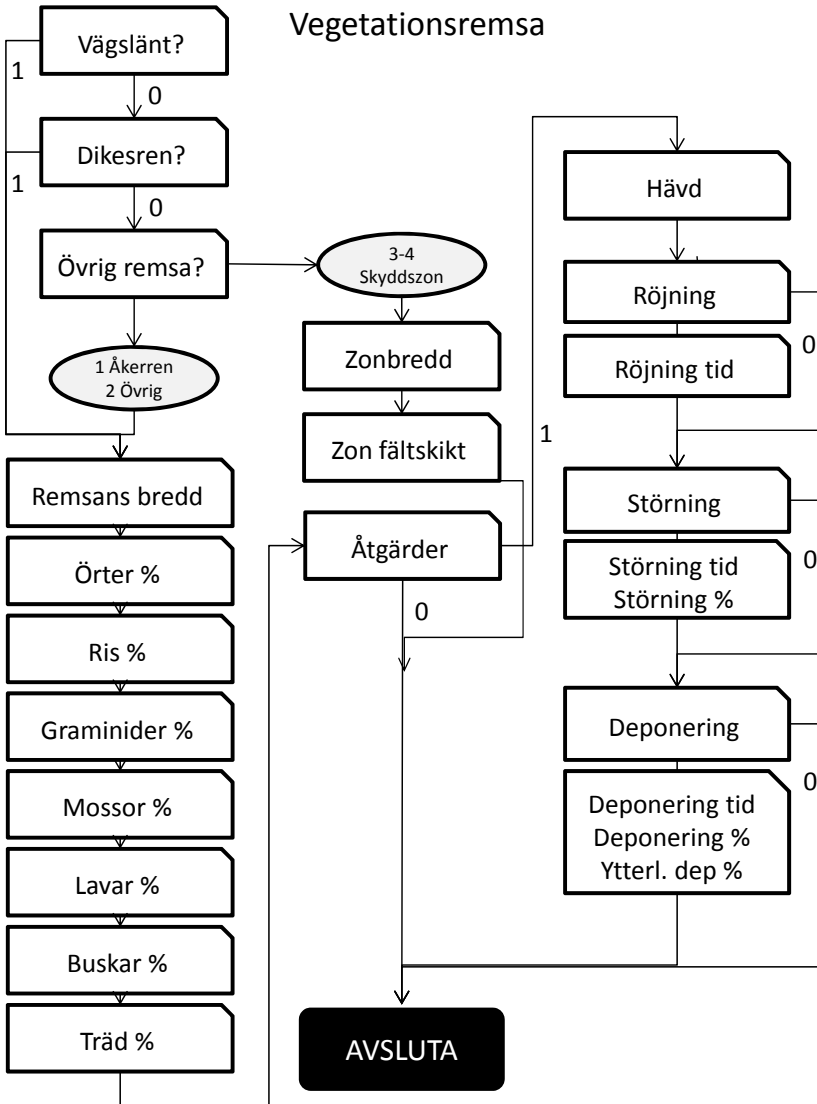 Vegetationsremsa
Vägslänt?
1
0
Dikesren?
1
0
Övrig remsa?
1 Åkerren
2 Övrig
Remsans bredd
Örter %
Ris %
Graminider %
Mossor %
Lavar %
Buskar %
Träd %
3-4
Skyddszon
Zonbredd
Zon fältskikt
Åtgärder
1
0
AVSLUTA
Hävd
Röjning
0
Röjning tid
Störning
0
Störning tid
Störning %
Deponering
0
Deponering tid
Deponering %
Ytterl. dep %